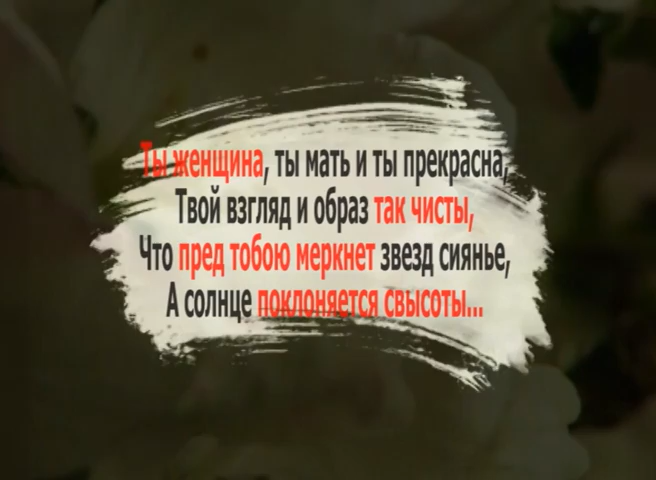 Ты женщина, ты мать и ты прекрасна,
Твой взгляд и образ так чисты,
Что пред тобою меркнет звезд сиянье,
А солнце поклоняется свысоты...